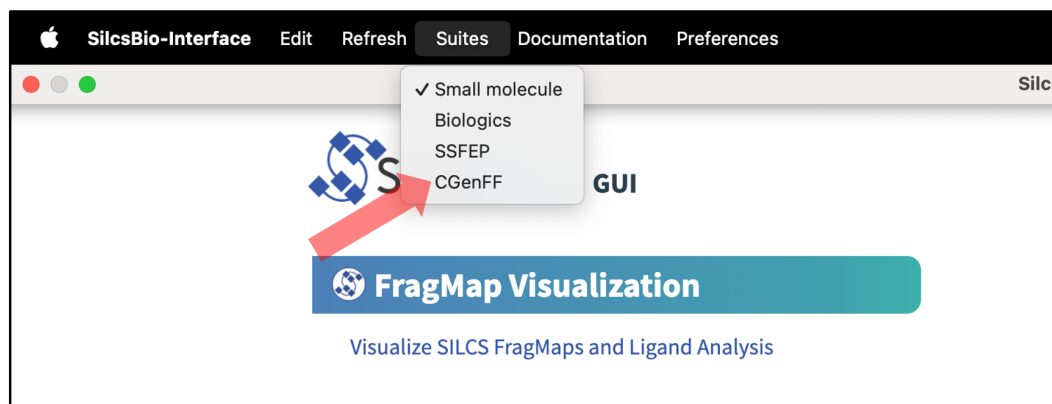 SilcsBio-Interface Edit Refresh Suites Documentation Preferences
Silc
✓ Small molecule
Biologics
SSFEP
CGenFF
S
GUI
FragMap Visualization
Visualize SILCS FragMaps and Ligand Analysis